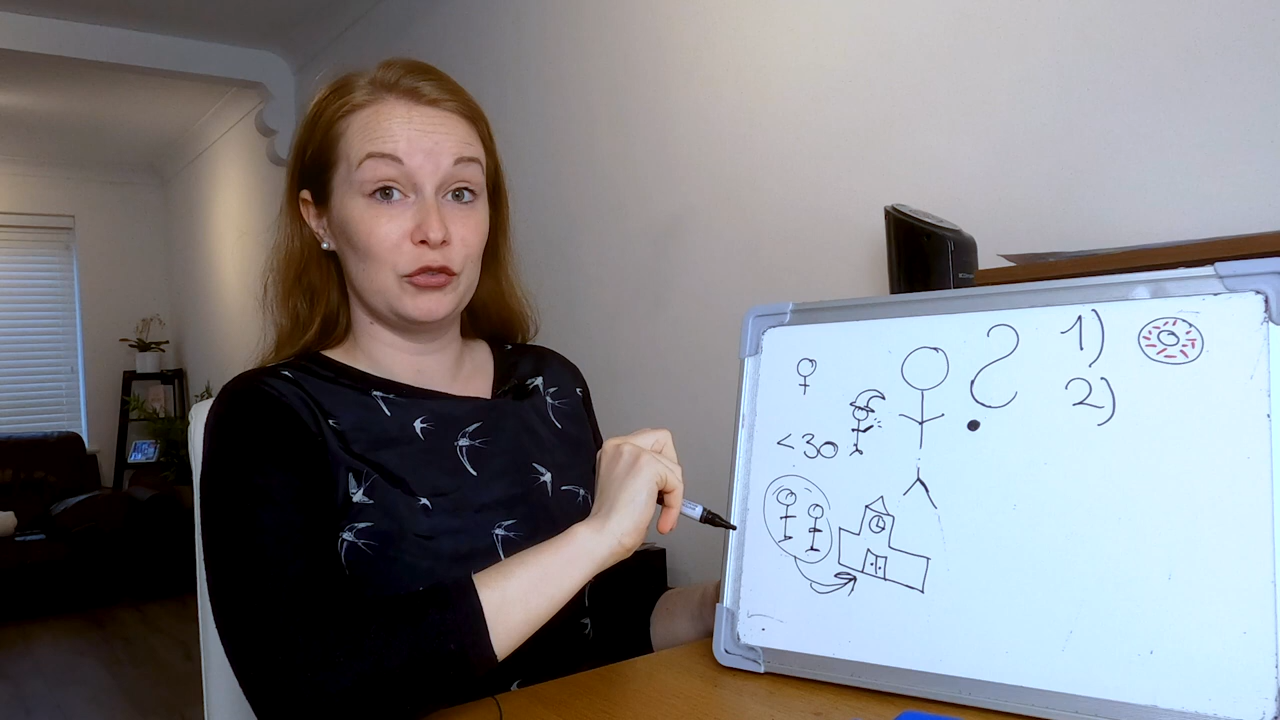 ♀
? 1)
2)
<30